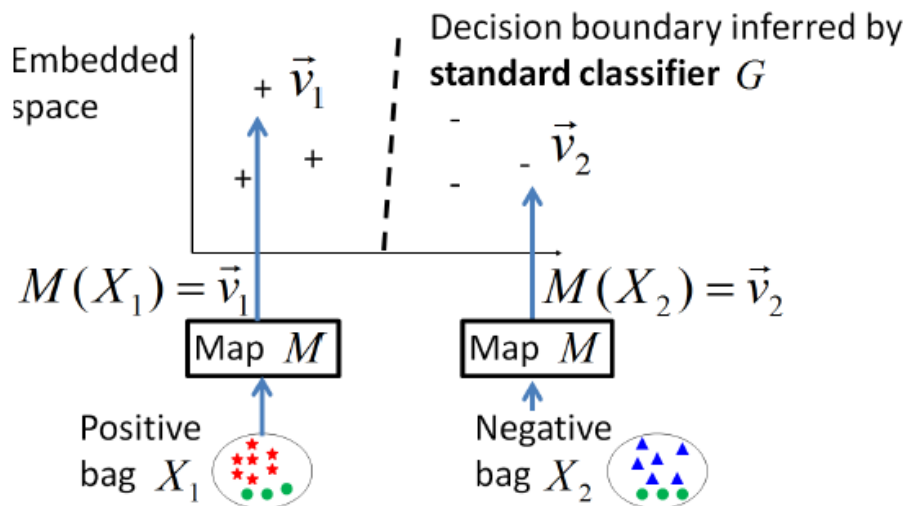 Decision boundary inferred by
standard classifier G
Embedded
space
+ v⃗₁
+
+
-
- v⃗₂
-
M(X₁) = v⃗₁
M(X₂) = v⃗₂
Map M
Map M
Positive
bag X₁
Negative
bag X₂